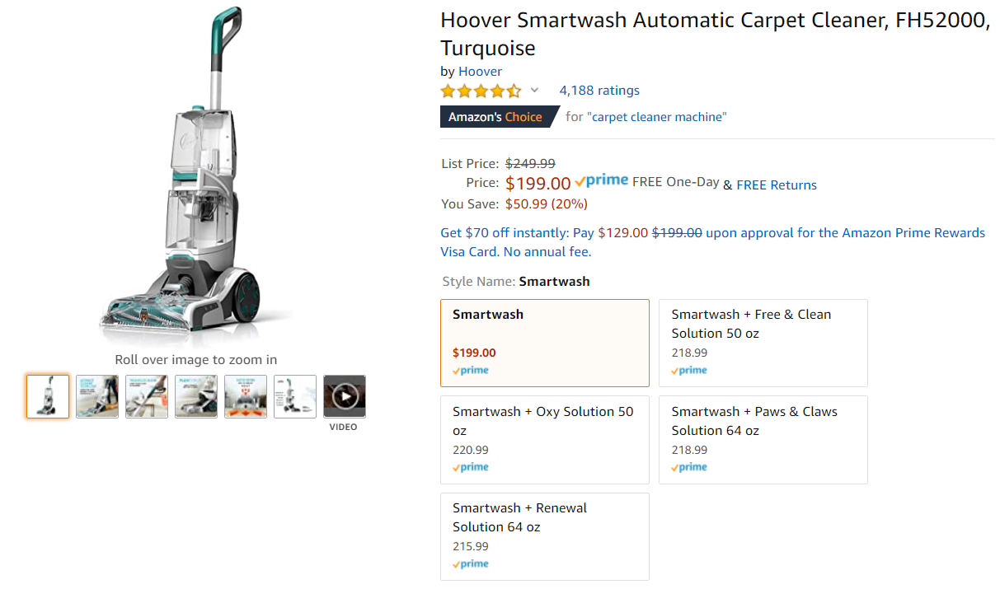 Hoover Smartwash Automatic Carpet Cleaner, FH52000,
Turquoise
by Hoover
4,188 ratings
Amazon's Choice for "carpet cleaner machine"
List Price: $249.99
Price: $199.00 prime FREE One-Day & FREE Returns
You Save: $50.99 (20%)
Get $70 off instantly: Pay $129.00 $199.00 upon approval for the Amazon Prime Rewards
Visa Card. No annual fee.
Style Name: Smartwash
Smartwash
$199.00
prime
Smartwash + Free & Clean
Solution 50 oz
218.99
prime
Smartwash + Oxy Solution 50
oz
220.99
prime
Smartwash + Paws & Claws
Solution 64 oz
218.99
prime
Smartwash + Renewal
Solution 64 oz
215.99
prime
Roll over image to zoom in
VIDEO